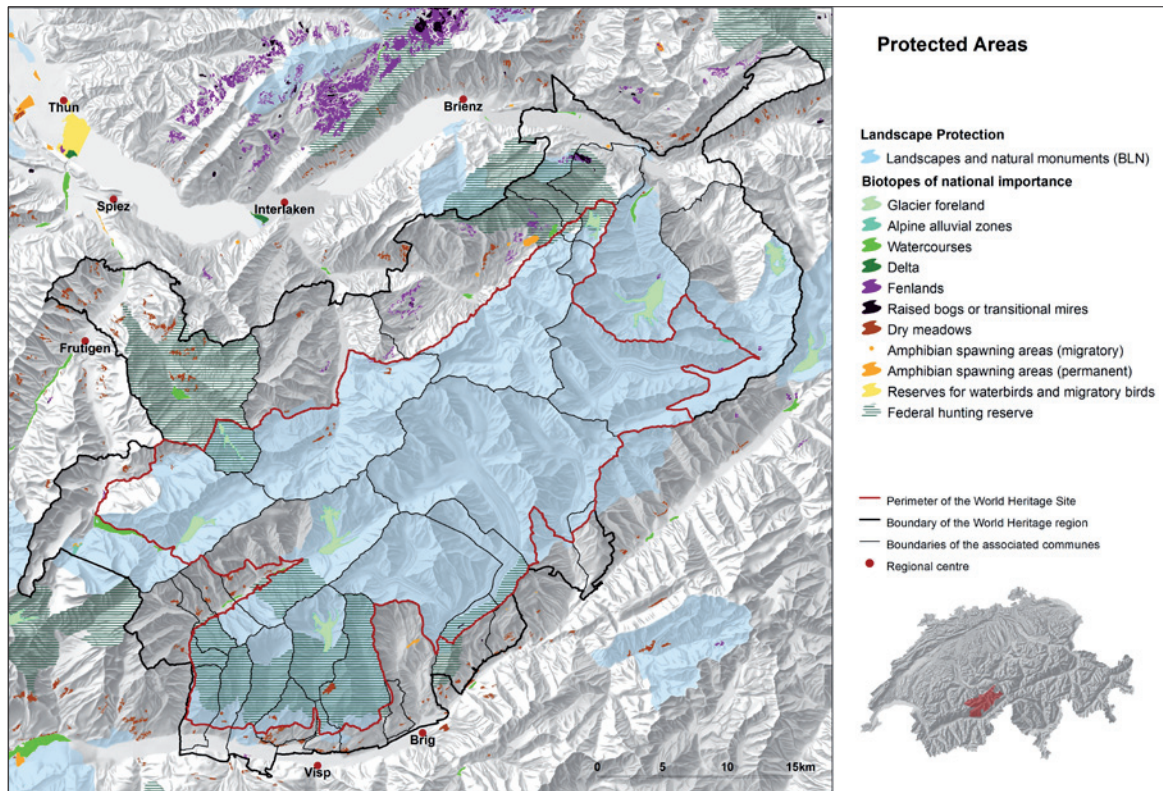 Protected Areas
Landscape Protection
Landscapes and natural monuments (BLN)
Biotopes of national importance
Glacier foreland
Alpine alluvial zones
Watercourses
Delta
Fenlands
Raised bogs or transitional mires
Dry meadows
Amphibian spawning areas (migratory)
Amphibian spawning areas (permanent)
Reserves for waterbirds and migratory birds
Federal hunting reserve
Perimeter of the World Heritage Site
Boundary of the World Heritage region
Boundaries of the associated communes
Regional centre
Thun
Brienz
Spiez
Interlaken
Frutigen
Brig
Visp
0 5 10 15km